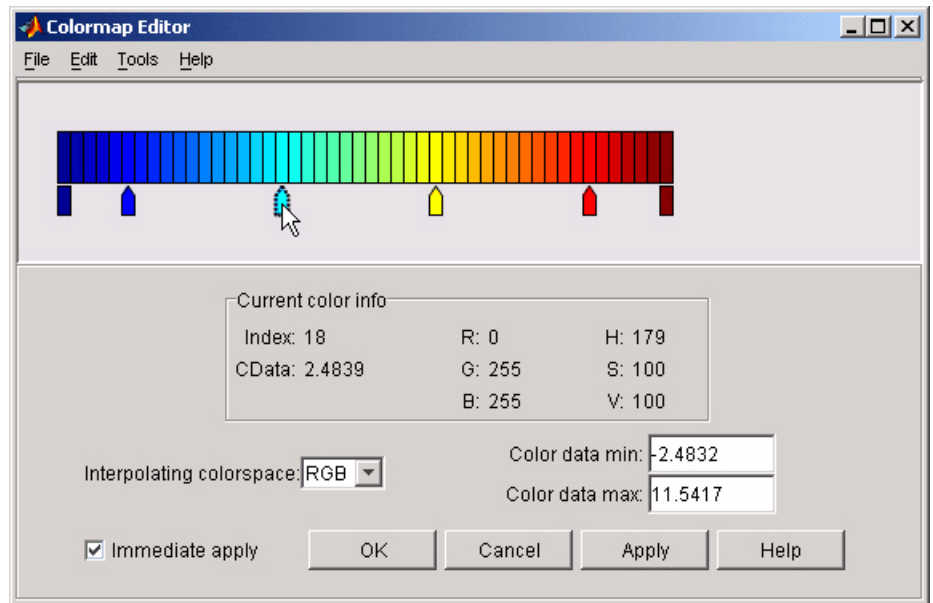 Colormap Editor
File Edit Tools Help
Current color info
Index: 18 R: 0 H: 179
CData: 2.4839 G: 255 S: 100
B: 255 V: 100
Interpolating colorspace: RGB
Color data min: -2.4832
Color data max: 11.5417
Immediate apply OK Cancel Apply Help